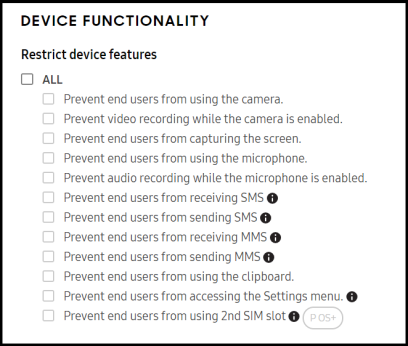 DEVICE FUNCTIONALITY
Restrict device features
ALL
Prevent end users from using the camera.
Prevent video recording while the camera is enabled.
Prevent end users from capturing the screen.
Prevent end users from using the microphone.
Prevent audio recording while the microphone is enabled.
Prevent end users from receiving SMS
Prevent end users from sending SMS
Prevent end users from receiving MMS
Prevent end users from sending MMS
Prevent end users from using the clipboard.
Prevent end users from accessing the Settings menu.
Prevent end users from using 2nd SIM slot POS+